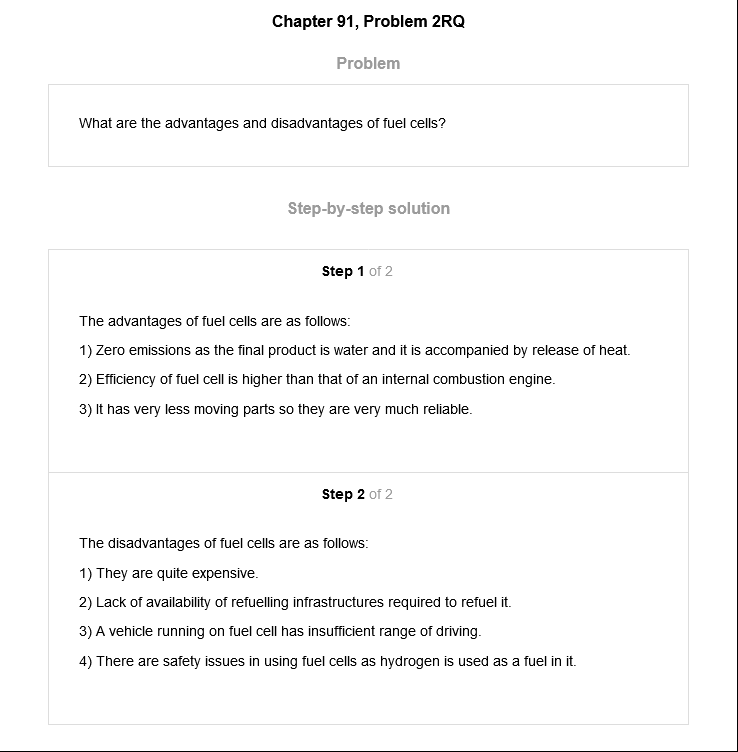 Chapter 91, Problem 2RQ
Problem
What are the advantages and disadvantages of fuel cells?
Step-by-step solution
Step 1 of 2
The advantages of fuel cells are as follows:
1) Zero emissions as the final product is water and it is accompanied by release of heat.
2) Efficiency of fuel cell is higher than that of an internal combustion engine.
3) It has very less moving parts so they are very much reliable.
Step 2 of 2
The disadvantages of fuel cells are as follows:
1) They are quite expensive.
2) Lack of availability of refuelling infrastructures required to refuel it.
3) A vehicle running on fuel cell has insufficient range of driving.
4) There are safety issues in using fuel cells as hydrogen is used as a fuel in it.